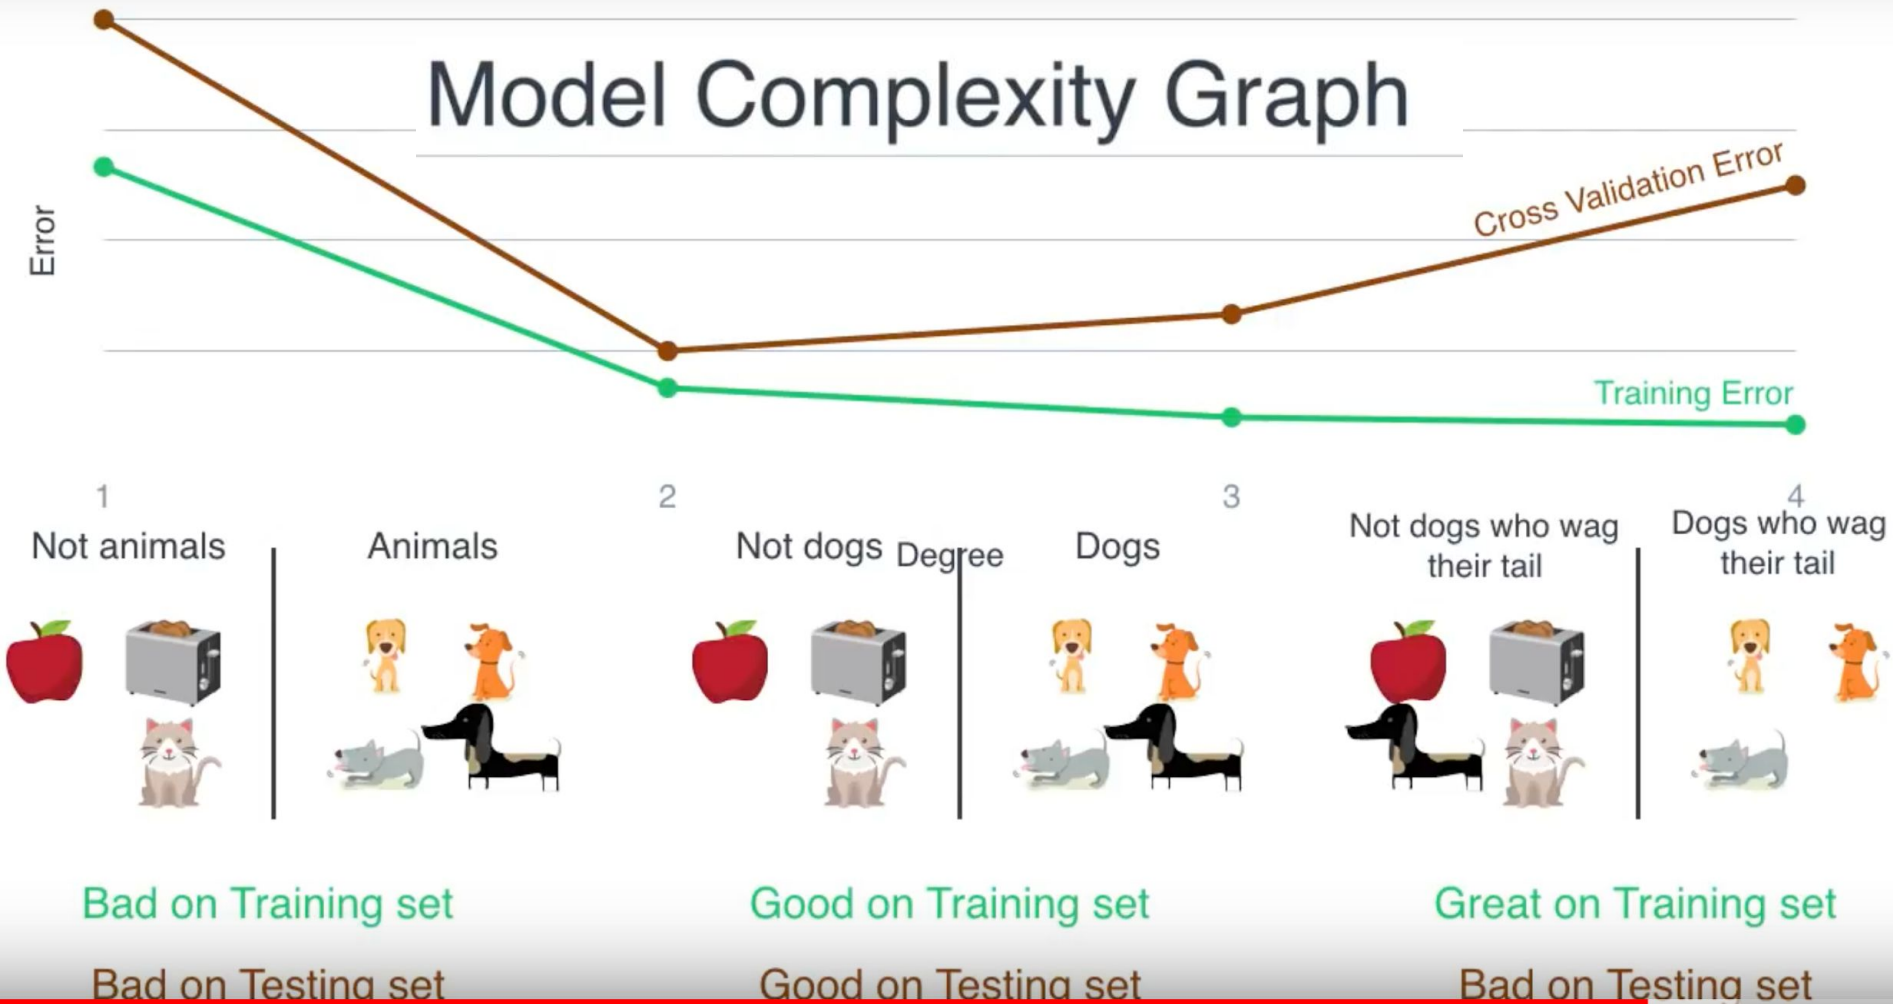 Model Complexity Graph
Error
Cross Validation Error
Training Error
1
2
3
4
Not animals
Animals
Not dogs
Degree
Dogs
Not dogs who wag
their tail
Dogs who wag
their tail
Bad on Training set
Good on Training set
Great on Training set
Bad on Testing set
Good on Testing set
Bad on Testing set